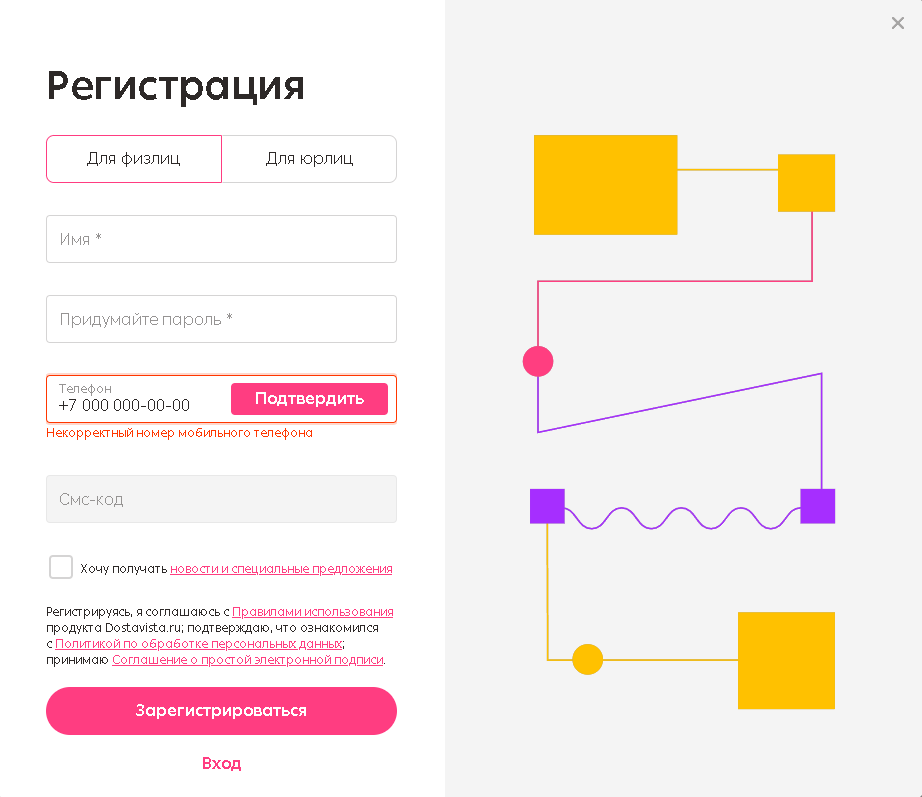 Регистрация
Для физлиц
Для юрлиц
Имя *
Придумайте пароль *
Телефон
+7 000 000-00-00
Подтвердить
Некорректный номер мобильного телефона
Смс-код
Хочу получать новости и специальные предложения
Регистрируясь, я соглашаюсь с Правилами использования
продукта Dostavista.ru; подтверждаю, что ознакомился
с Политикой по обработке персональных данных;
принимаю Соглашение о простой электронной подписи.
Зарегистрироваться
Вход